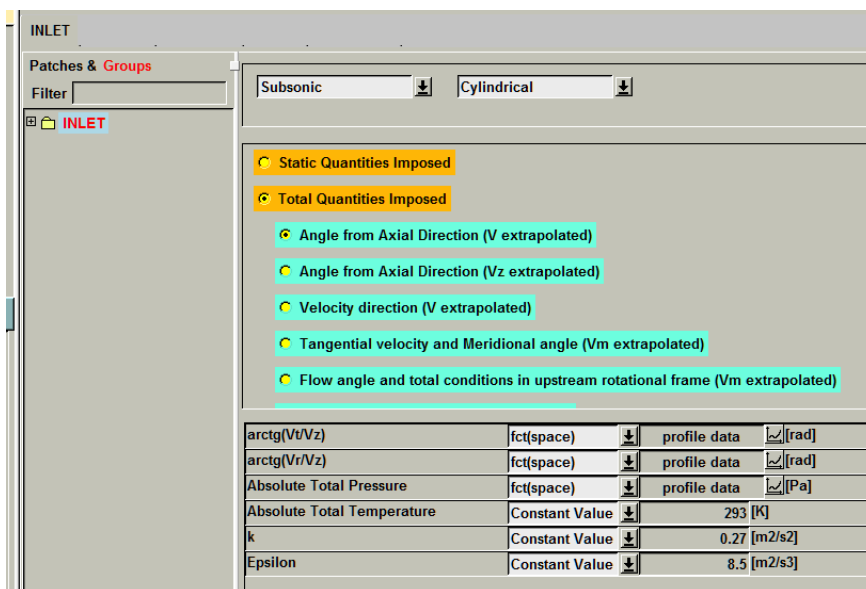 INLET
Patches & Groups
Filter
INLET
Subsonic Cylindrical
Static Quantities Imposed
Total Quantities Imposed
Angle from Axial Direction (V extrapolated)
Angle from Axial Direction (Vz extrapolated)
Velocity direction (V extrapolated)
Tangential velocity and Meridional angle (Vm extrapolated)
Flow angle and total conditions in upstream rotational frame (Vm extrapolated)
arctg(Vt/Vz) fct(space) profile data [rad]
arctg(Vr/Vz) fct(space) profile data [rad]
Absolute Total Pressure fct(space) profile data [Pa]
Absolute Total Temperature Constant Value 293 [K]
k Constant Value 0.27 [m2/s2]
Epsilon Constant Value 8.5 [m2/s3]